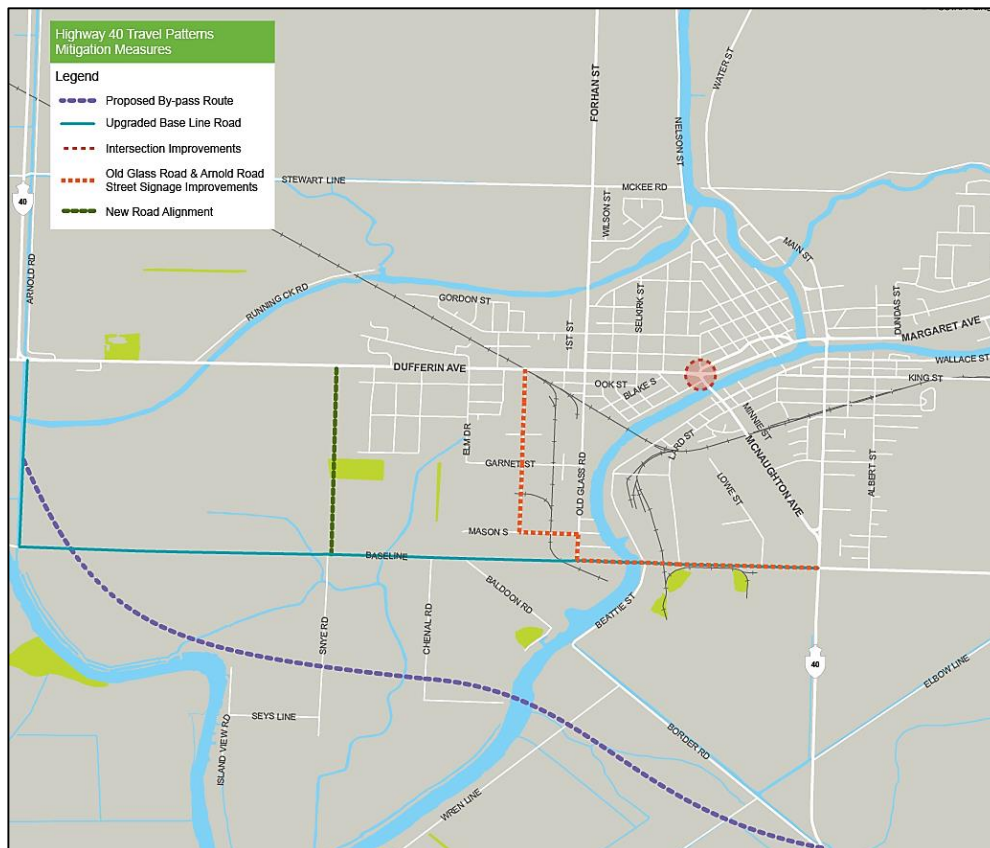 Highway 40 Travel Patterns
Mitigation Measures
Legend
Proposed By-pass Route
Upgraded Base Line Road
Intersection Improvements
Old Glass Road & Arnold Road
Street Signage Improvements
New Road Alignment
WATER ST
FORHAN ST
NELSON ST
STEWART LINE
MCKEE RD
40
WILSON ST
MAIN ST
ARNOLD RD
RUNNING CK RD
GORDON ST
SELKIRK ST
1ST ST
DUNDAS ST
MARGARET AVE
WALLACE ST
DUFFERIN AVE
KING ST
OOK ST
BLAKE S
MINNIE ST
LARD ST
MCNAUGHTON AVE
ELM DR
GARNET ST
OLD GLASS RD
LOWE ST
ALBERT ST
MASON S
BASELINE
BALDOON RD
BEATTIE ST
SNYE RD
CHENAL RD
40
ELBOW LINE
SEYS LINE
ISLAND VIEW RD
BORDER RD
WREN LINE